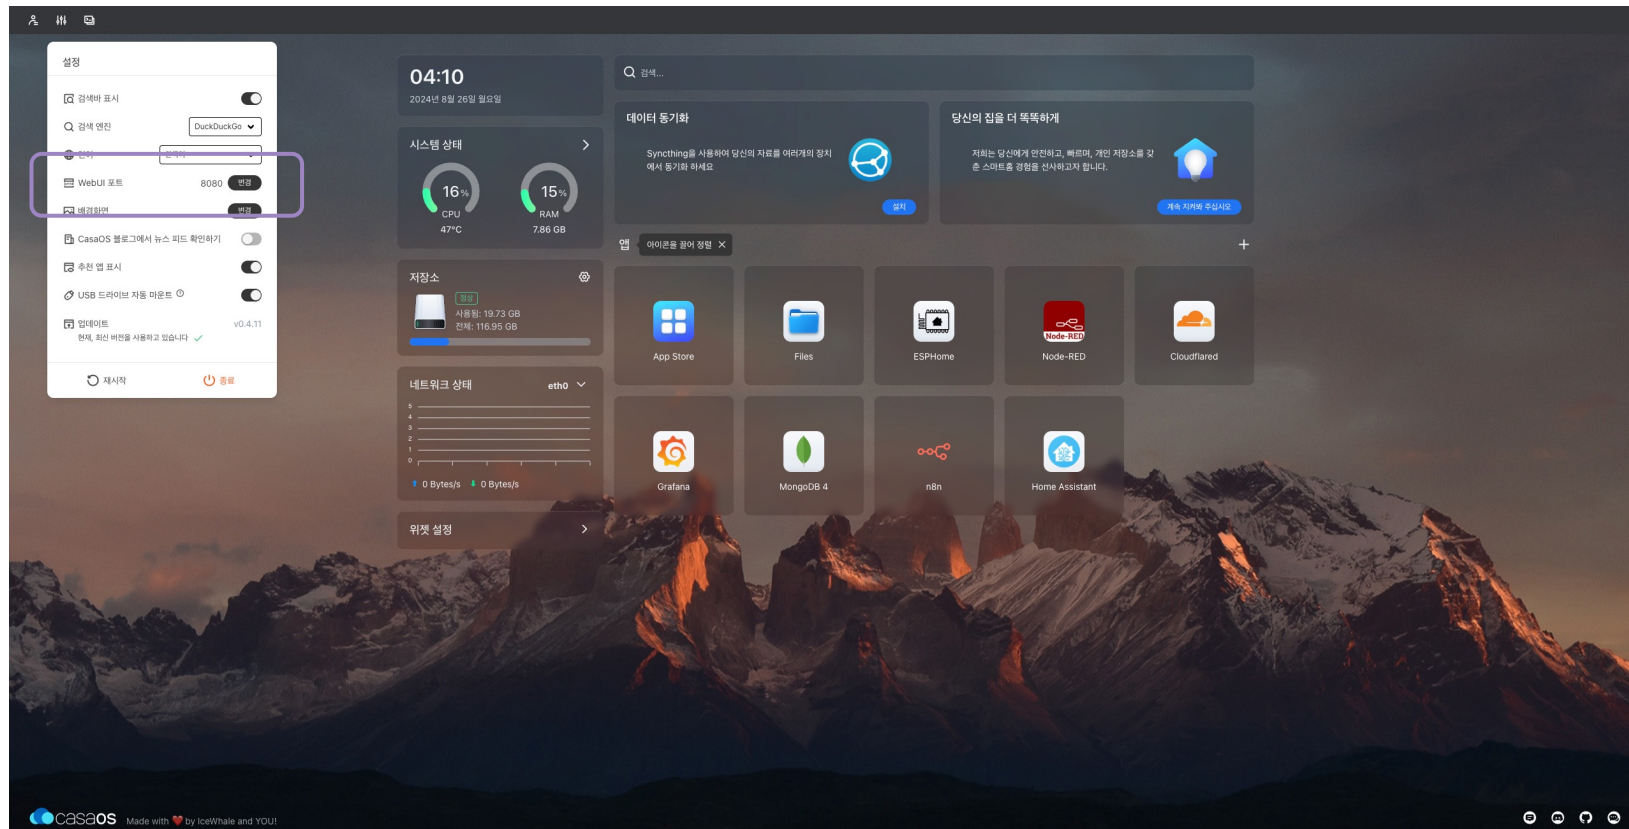 설정
검색바 표시
검색 엔진
DuckDuckGo
WebUI 포트
8080
변경
배경화면
변경
CasaOS 블로그에서 뉴스 피드 확인하기
추천 앱 표시
USB 드라이브 자동 마운트
업데이트
v0.4.11
현재, 최신 버전을 사용하고 있습니다
재시작
종료
04:10
2024년 8월 26일 월요일
시스템 상태
16%
CPU
47°C
15%
RAM
7.86 GB
저장소
정상
사용됨: 19.73 GB
전체: 116.95 GB
네트워크 상태
eth0
5
4
3
2
1
0
0 Bytes/s
0 Bytes/s
위젯 설정
검색...
데이터 동기화
Syncthing을 사용하여 당신의 자료를 여러개의 장치
에서 동기화 하세요
설치
당신의 집을 더 똑똑하게
저희는 당신에게 안전하고, 빠르며, 개인 저장소를 갖
춘 스마트홈 경험을 선사하고자 합니다.
계속 지켜봐 주십시오
앱
아이콘을 끌어 정렬
App Store
Files
ESPHome
Node-RED
Node-RED
Cloudflared
Grafana
MongoDB 4
n8n
Home Assistant
casaos
Made with ❤️ by IceWhale and YOU!